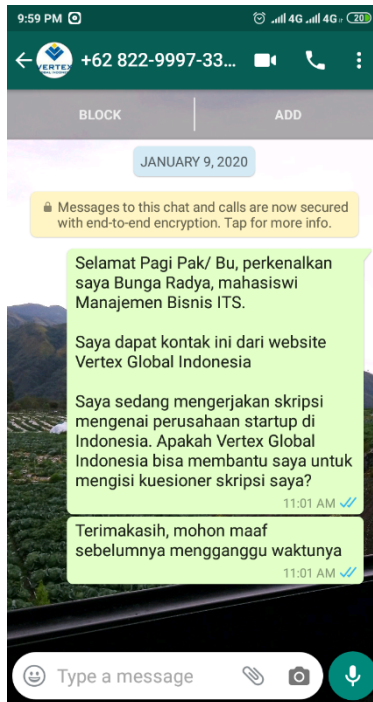 9:59 PM 4G 4G 20
VERTEX
+62 822-9997-33...
BLOCK ADD
JANUARY 9, 2020
Messages to this chat and calls are now secured
with end-to-end encryption. Tap for more info.
Selamat Pagi Pak/ Bu, perkenalkan
saya Bunga Radya, mahasiswi
Manajemen Bisnis ITS.
Saya dapat kontak ini dari website
Vertex Global Indonesia
Saya sedang mengerjakan skripsi
mengenai perusahaan startup di
Indonesia. Apakah Vertex Global
Indonesia bisa membantu saya untuk
mengisi kuesioner skripsi saya?
11:01 AM
Terimakasih, mohon maaf
sebelumnya mengganggu waktunya
11:01 AM
Type a message